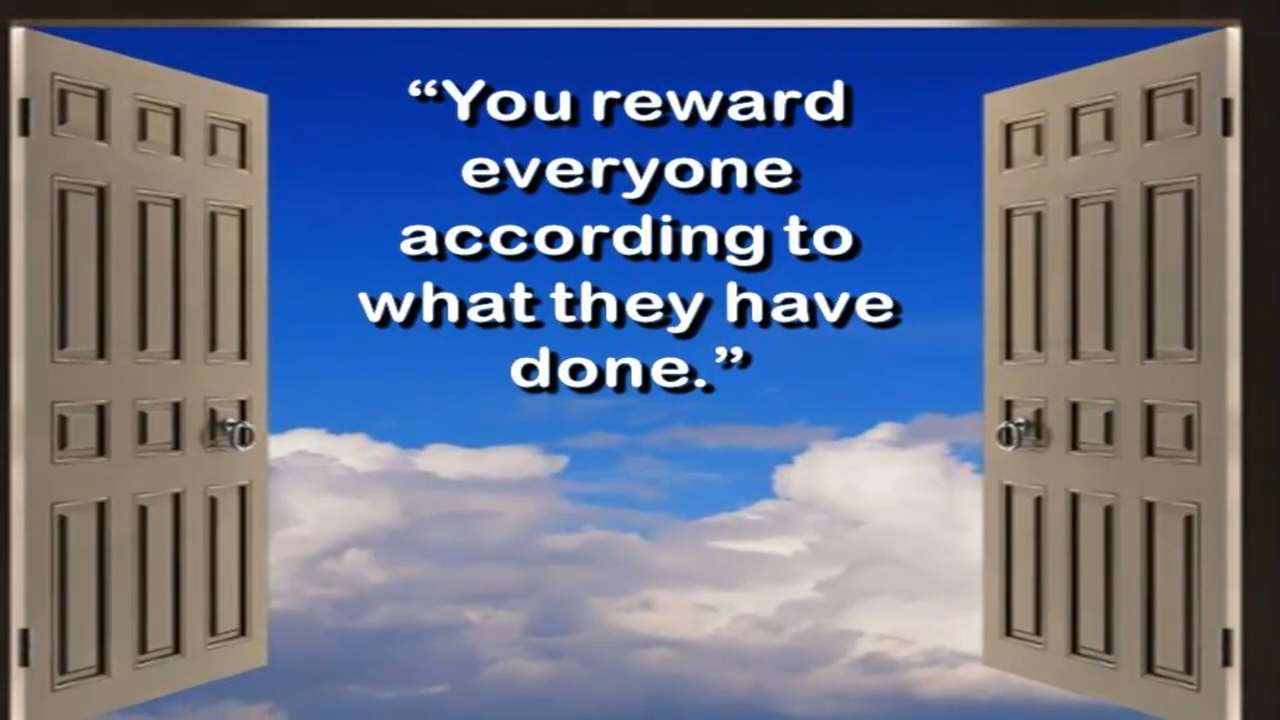 “You reward
everyone
according to
what they have
done.”